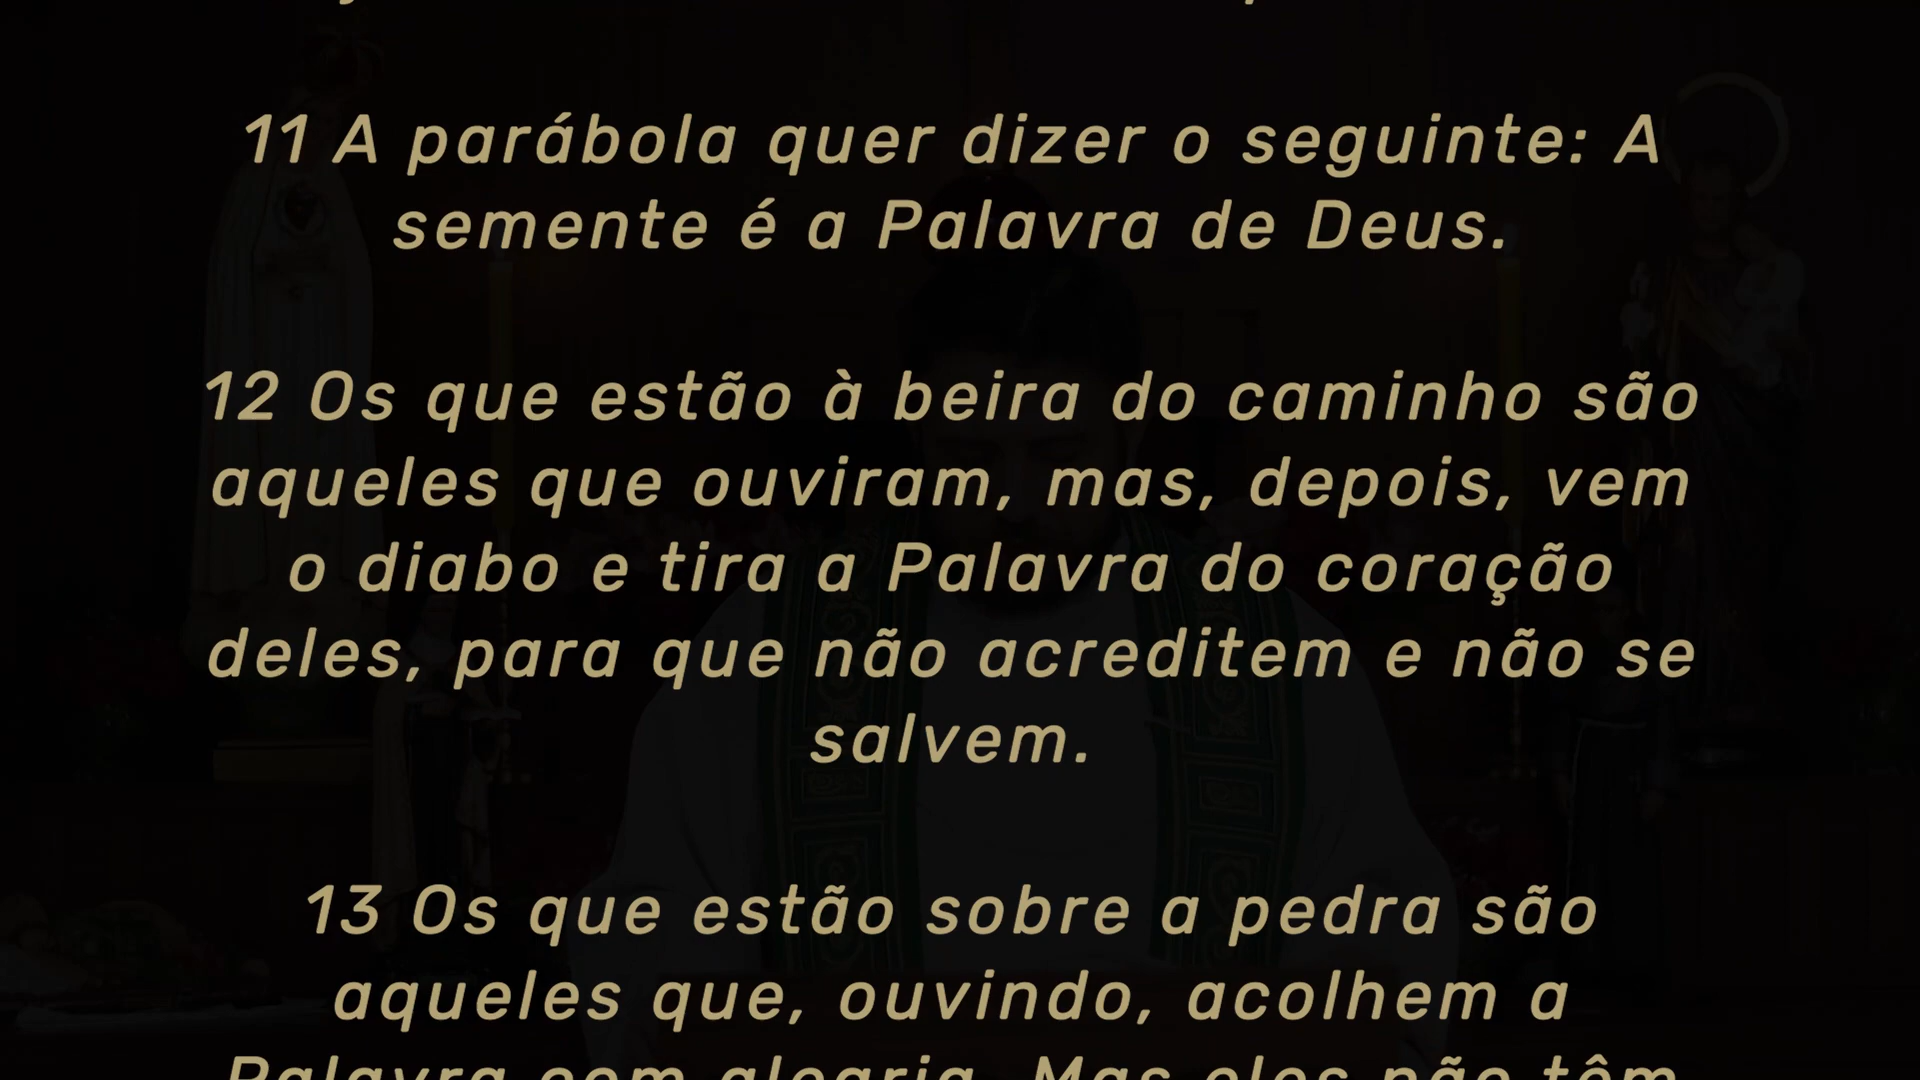 11 A parábola quer dizer o seguinte: A
semente é a Palavra de Deus.
12 Os que estão à beira do caminho são
aqueles que ouviram, mas, depois, vem
o diabo e tira a Palavra do coração
deles, para que não acreditem e não se
salvem.
13 Os que estão sobre a pedra são
aqueles que, ouvindo, acolhem a
Palavra com alegria. Mas eles não têm